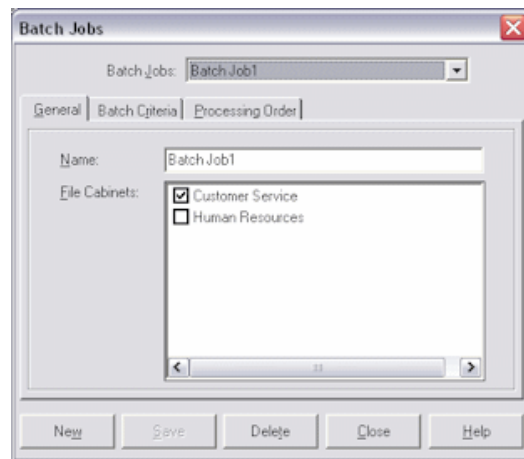 Batch Jobs
Batch Jobs: Batch Job1
General Batch Criteria Processing Order
Name: Batch Job1
File Cabinets: Customer Service
Human Resources
New Save Delete Close Help